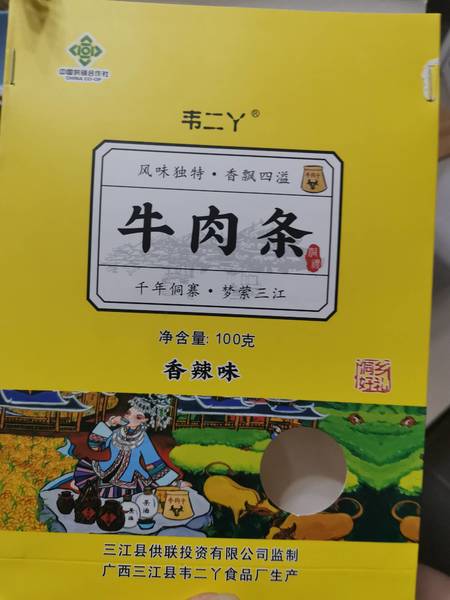 中国供销合作社
CHINA CO-OP
韦二丫®
风味独特·香飘四溢
牛肉条
千年侗寨·梦萦三江
净含量: 100克
香辣味
侗乡
好礼
茶油
三江县供联投资有限公司监制
广西三江县韦二丫食品厂生产